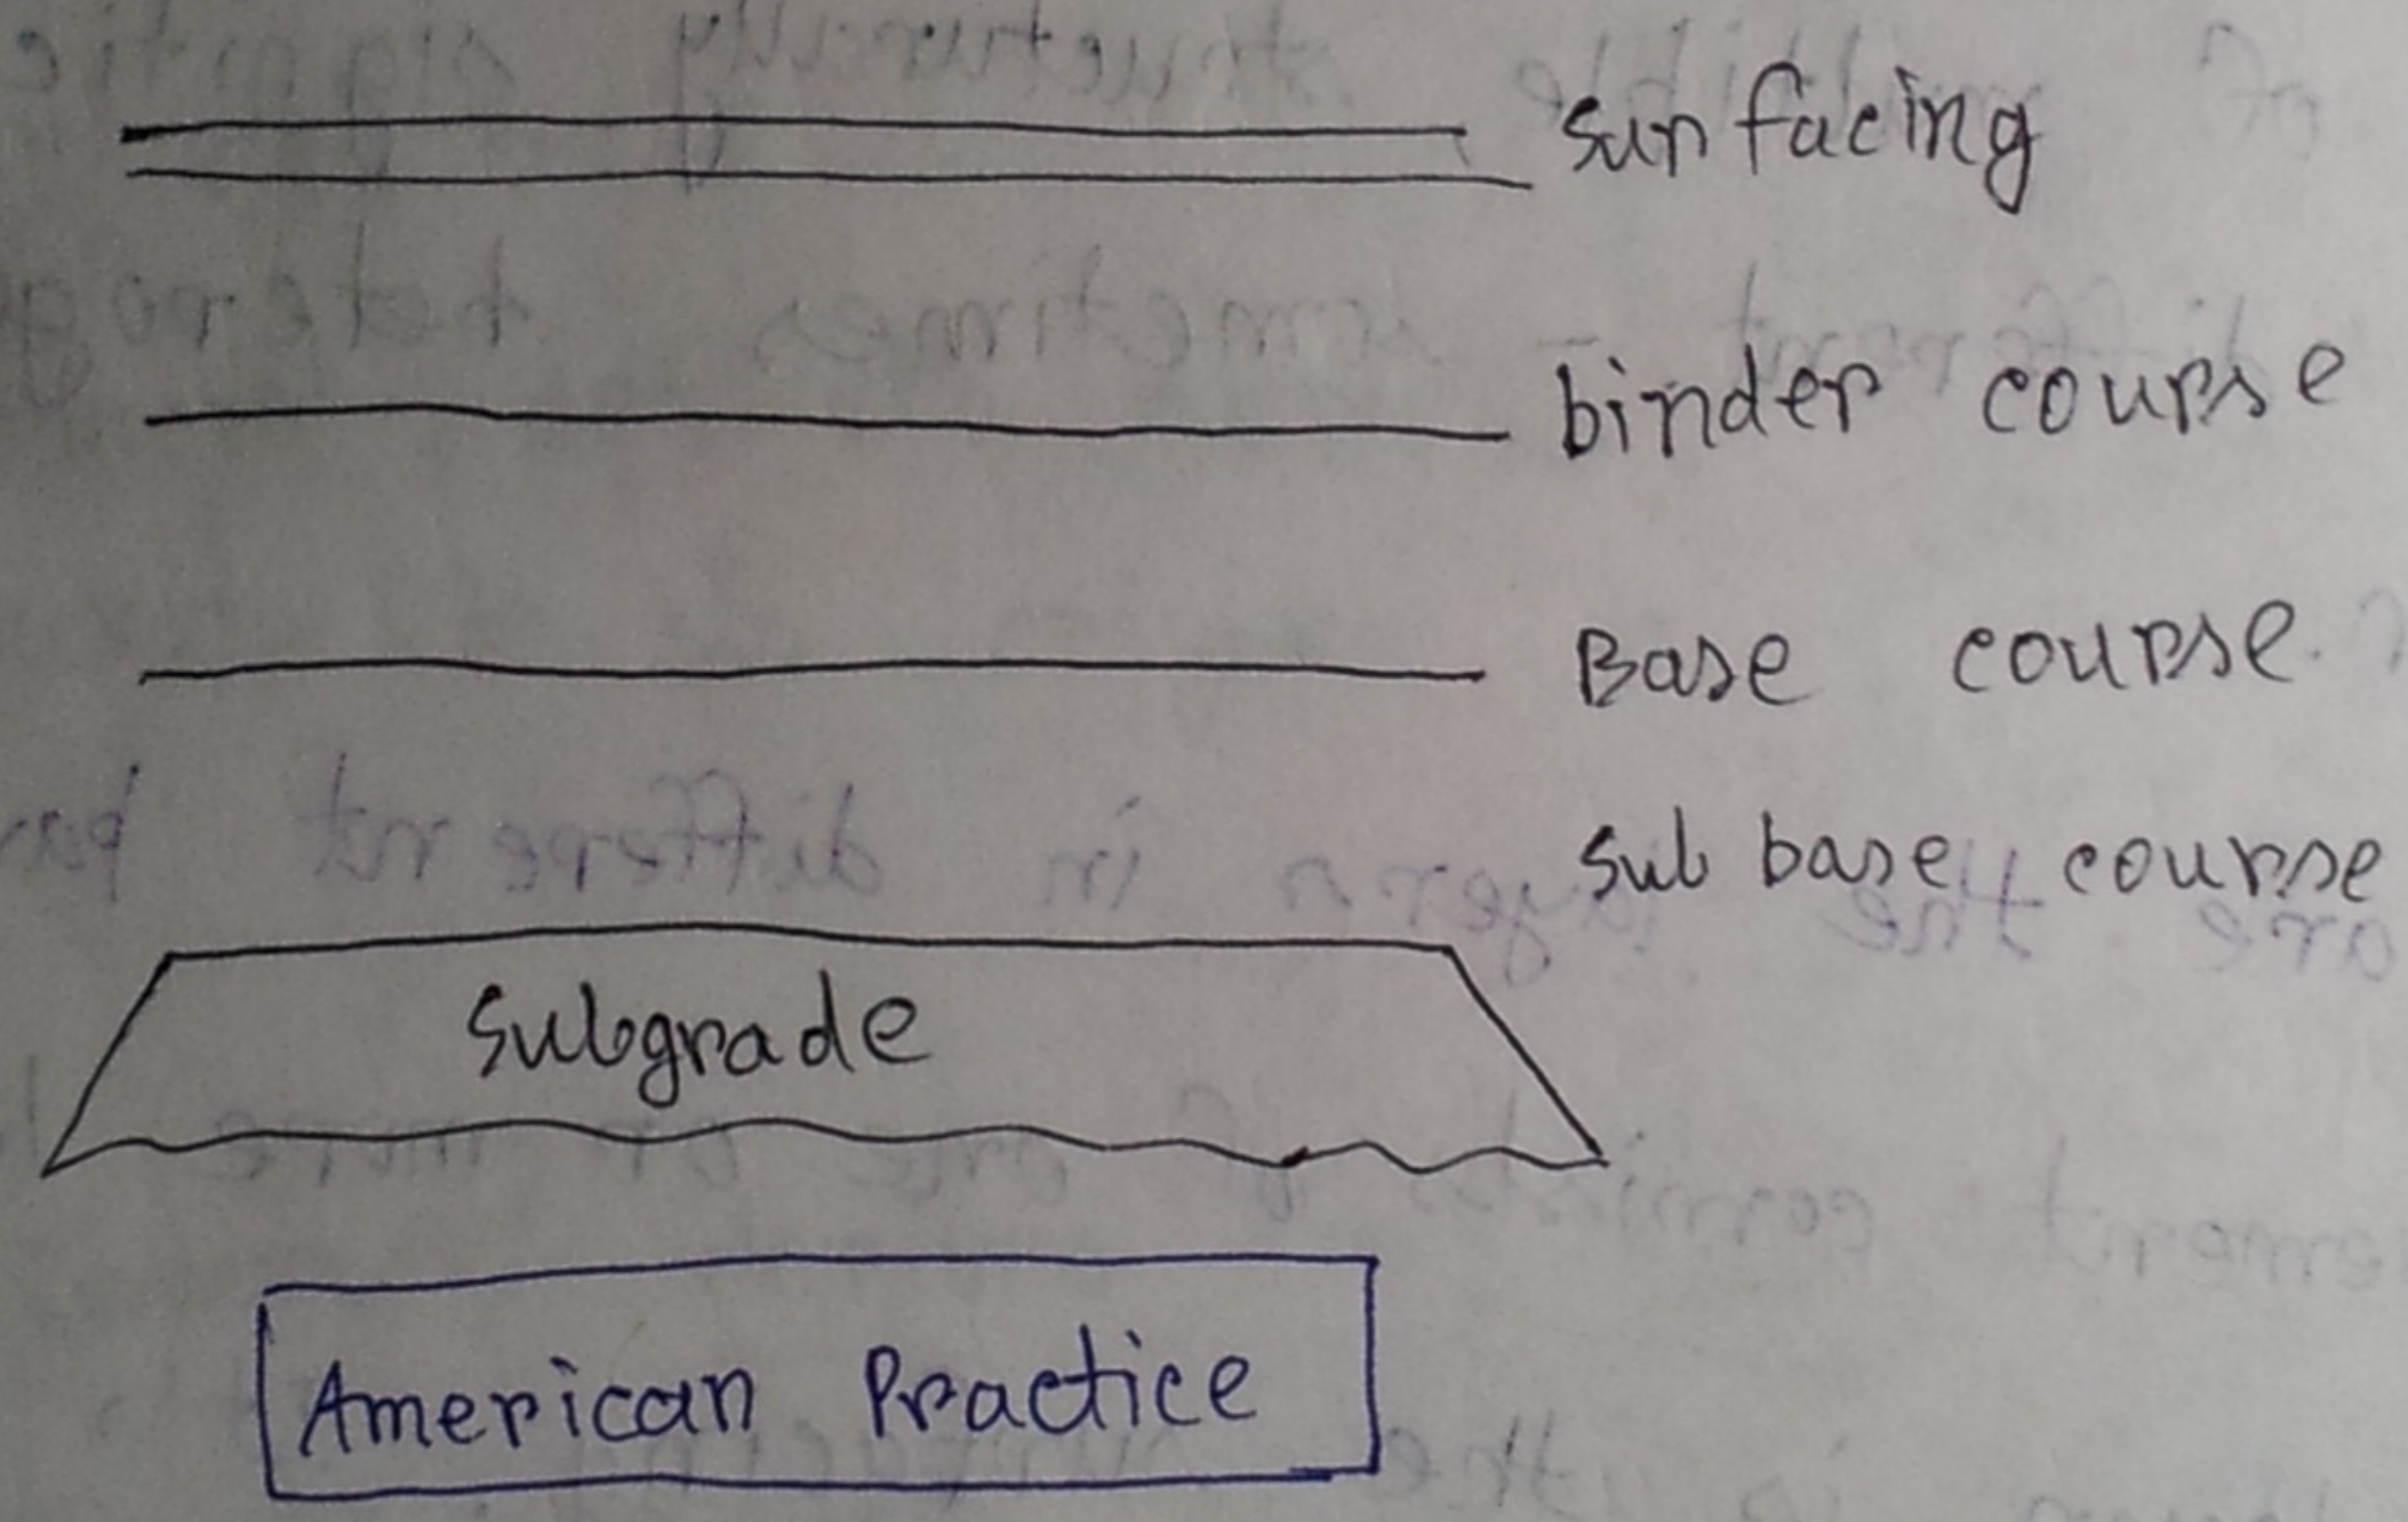 surfacing
binder course
Base course
sub base course
Subgrade
American Practice